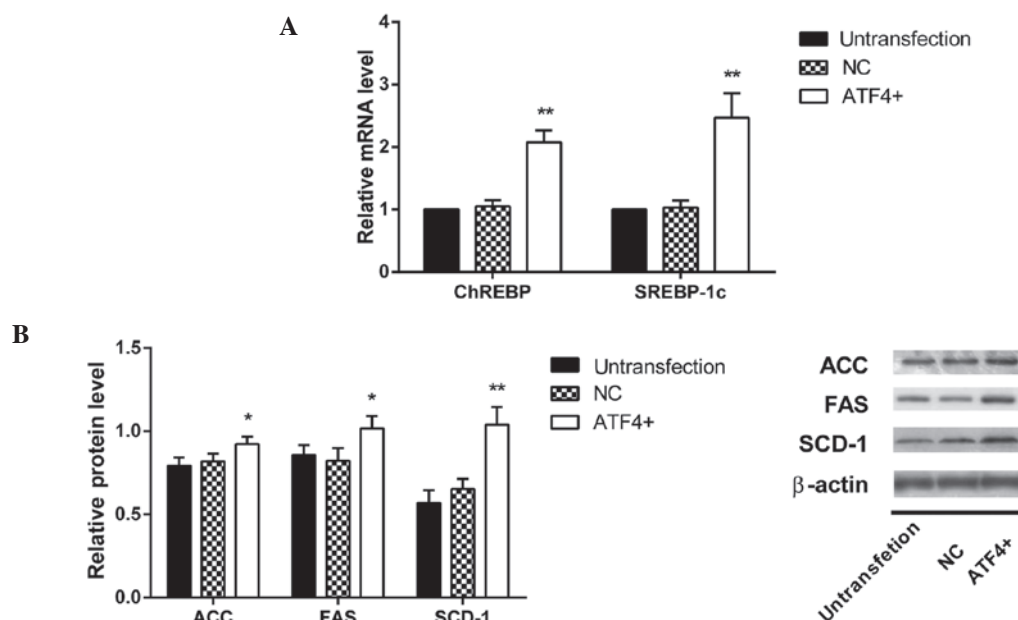 A
Relative mRNA level
4
3
2
1
0
**
**
ChREBP
SREBP-1c
Untransfection
NC
ATF4+
B
Relative protein level
1.5
1.0
0.5
0.0
*
*
**
ACC
FAS
SCD-1
Untransfection
NC
ATF4+
ACC
FAS
SCD-1
β-actin
Untransfetion
NC
ATF4+